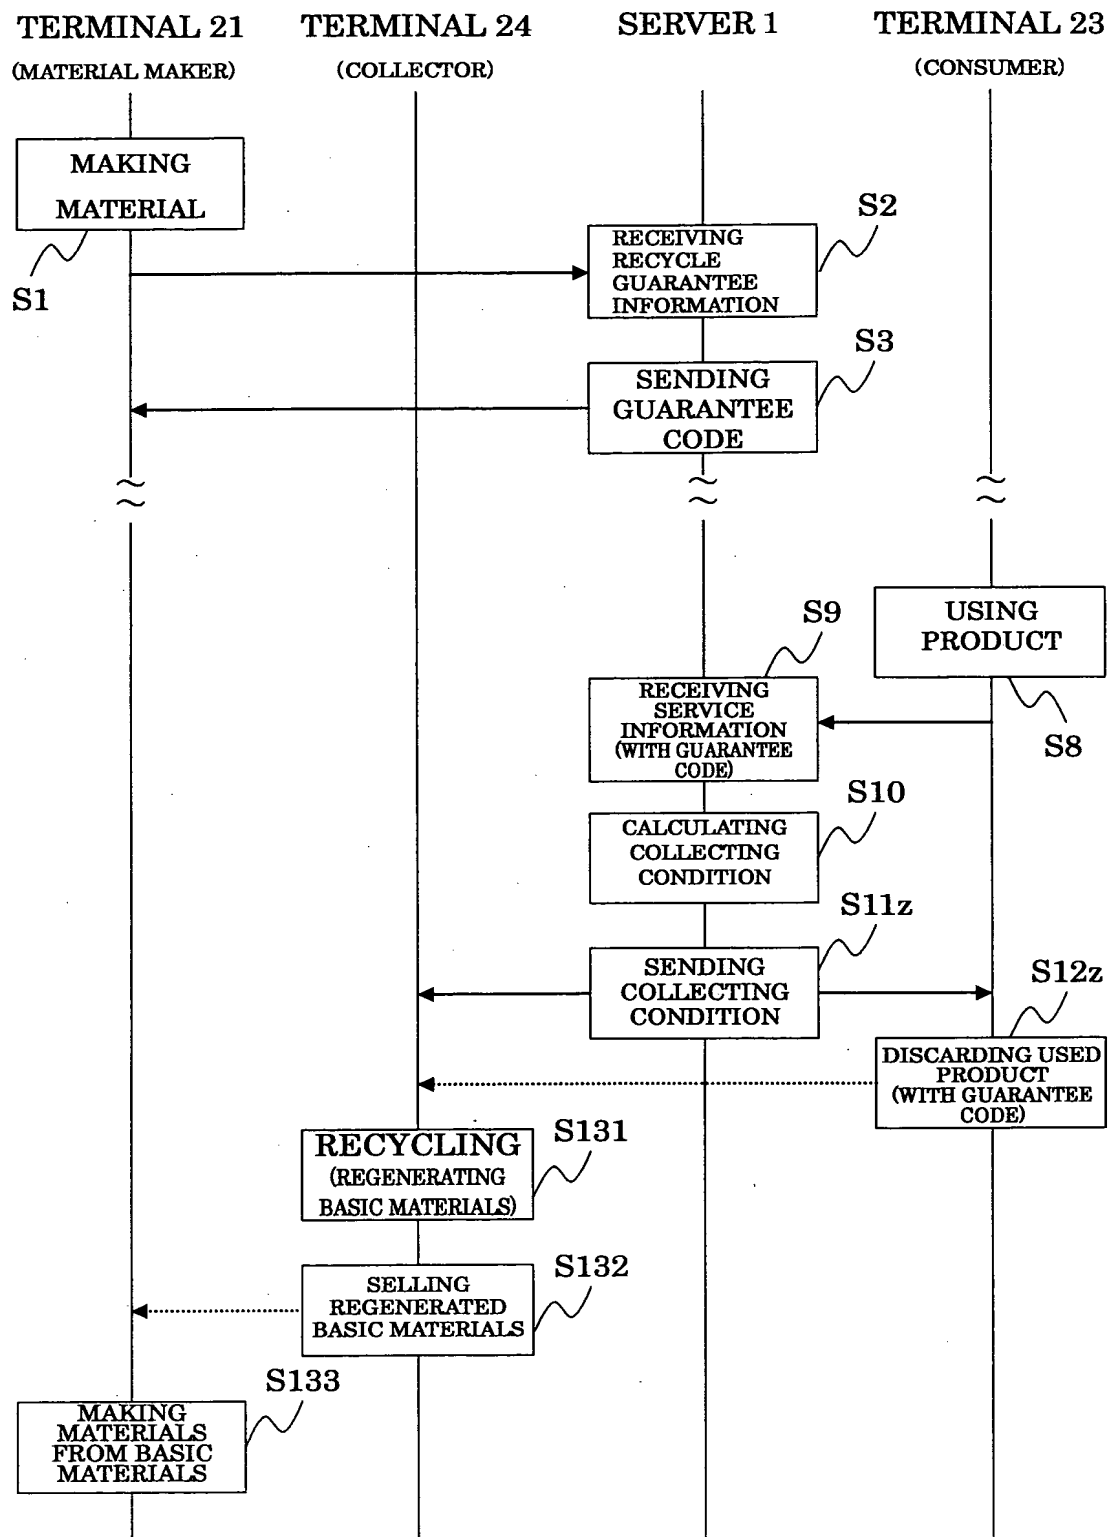 TERMINAL 21
(MATERIAL MAKER)
TERMINAL 24
(COLLECTOR)
SERVER 1
TERMINAL 23
(CONSUMER)
MAKING
MATERIAL
S1
S2
RECEIVING
RECYCLE
GUARANTEE
INFORMATION
S3
SENDING
GUARANTEE
CODE
USING
PRODUCT
S8
S9
RECEIVING
SERVICE
INFORMATION
(WITH GUARANTEE
CODE)
S10
CALCULATING
COLLECTING
CONDITION
S11z
SENDING
COLLECTING
CONDITION
S12z
DISCARDING USED
PRODUCT
(WITH GUARANTEE
CODE)
RECYCLING
(REGENERATING
BASIC MATERIALS)
S131
SELLING
REGENERATED
BASIC MATERIALS
S132
S133
MAKING
MATERIALS
FROM BASIC
MATERIALS